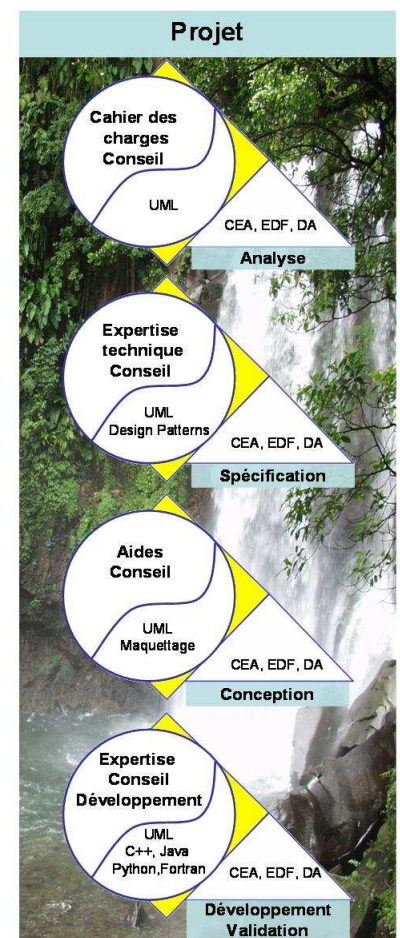 Projet
Cahier des
charges
Conseil
UML
CEA, EDF, DA
Analyse
Expertise
technique
Conseil
UML
Design Patterns
CEA, EDF, DA
Spécification
Aides
Conseil
UML
Maquettage
CEA, EDF, DA
Conception
Expertise
Conseil
Développement
UML
C++, Java
Python,Fortran
CEA, EDF, DA
Développement
Validation